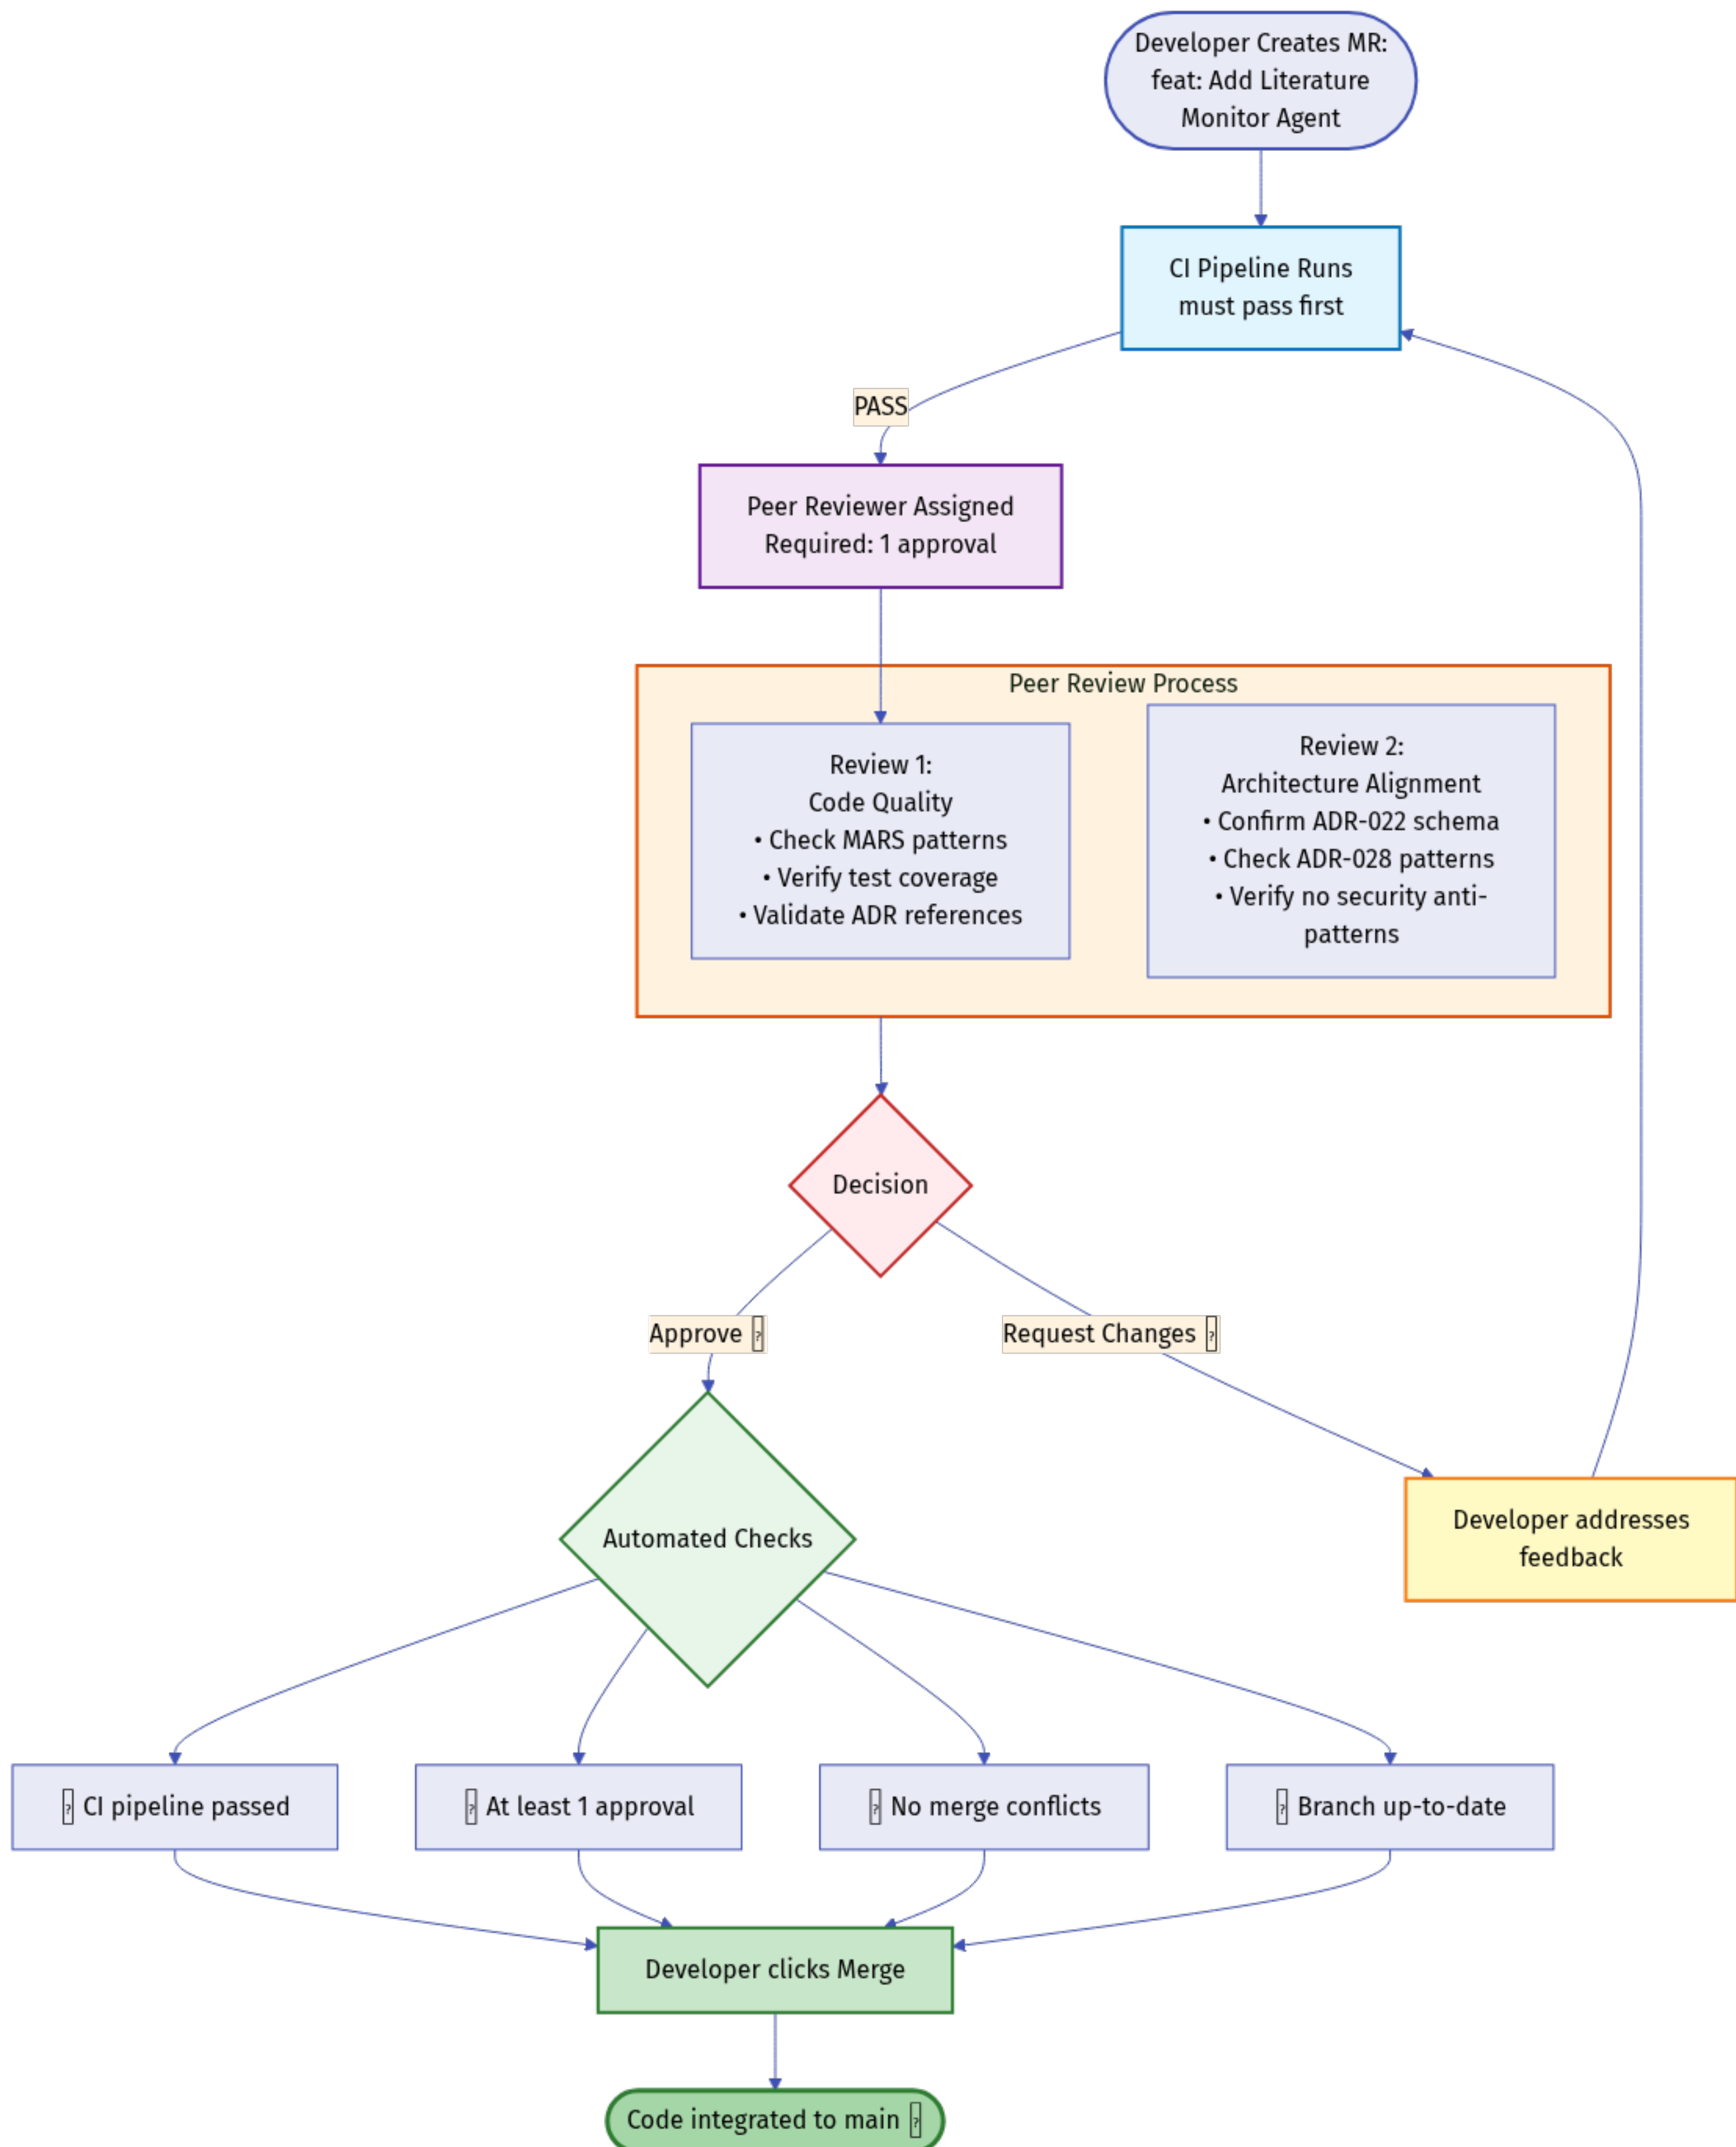 Developer Creates MR:
feat: Add Literature
Monitor Agent
CI Pipeline Runs
must pass first
PASS
Peer Reviewer Assigned
Required: 1 approval
Peer Review Process
Review 1:
Code Quality
• Check MARS patterns
• Verify test coverage
• Validate ADR references
Review 2:
Architecture Alignment
• Confirm ADR-022 schema
• Check ADR-028 patterns
• Verify no security anti-
patterns
Decision
Approve
Request Changes
Automated Checks
Developer addresses
feedback
CI pipeline passed
At least 1 approval
No merge conflicts
Branch up-to-date
Developer clicks Merge
Code integrated to main